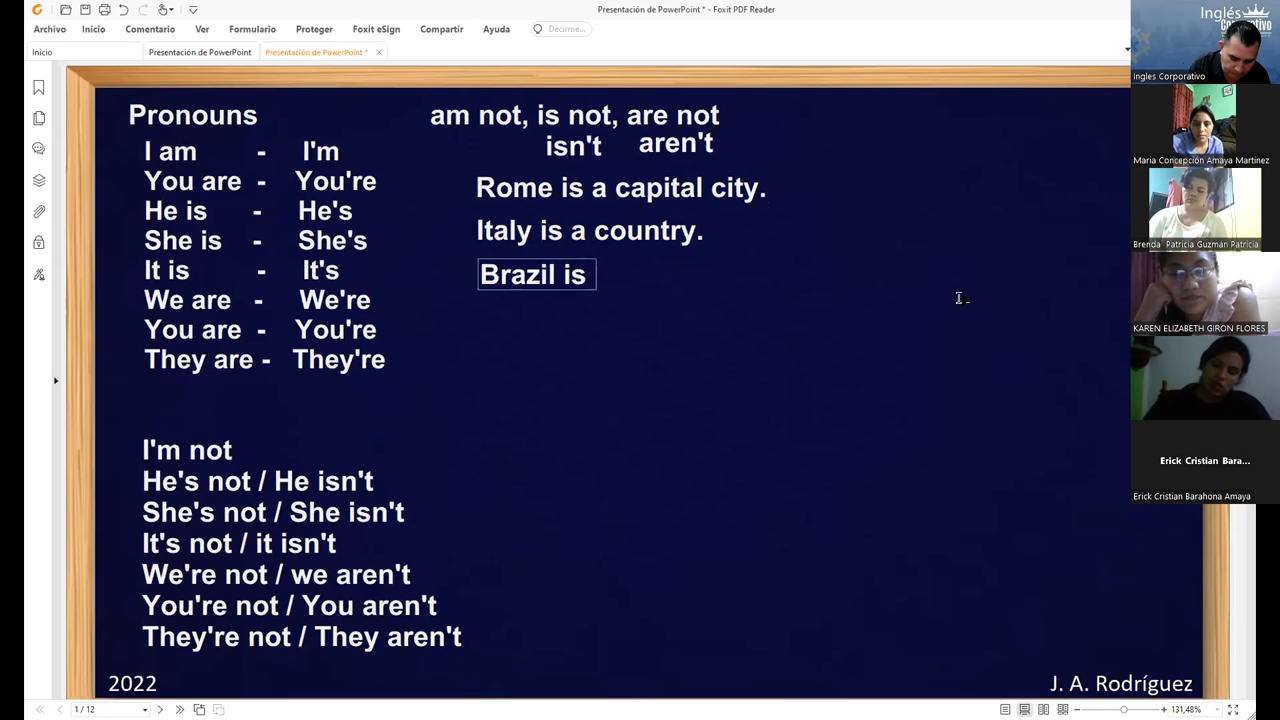 Presentación de PowerPoint * - Foxit PDF Reader
Archivo Inicio Comentario Ver Formulario Proteger Foxit eSign Compartir Ayuda Decirme...
Inicio Presentación de PowerPoint Presentación de PowerPoint *
Pronouns
I am - I'm
You are - You're
He is - He's
She is - She's
It is - It's
We are - We're
You are - You're
They are - They're
I'm not
He's not / He isn't
She's not / She isn't
It's not / it isn't
We're not / we aren't
You're not / You aren't
They're not / They aren't
am not, is not, are not
isn't aren't
Rome is a capital city.
Italy is a country.
Brazil is
2022
J. A. Rodríguez
Inglés
Corporativo
Ingles Corporativo
Maria Concepción Amaya Martinez
Brenda Patricia Guzmán Patricia
KAREN ELIZABETH GIRON FLORES
Erick Cristian Bara...
Erick Cristian Barahona Amaya
1 / 12
131,48%